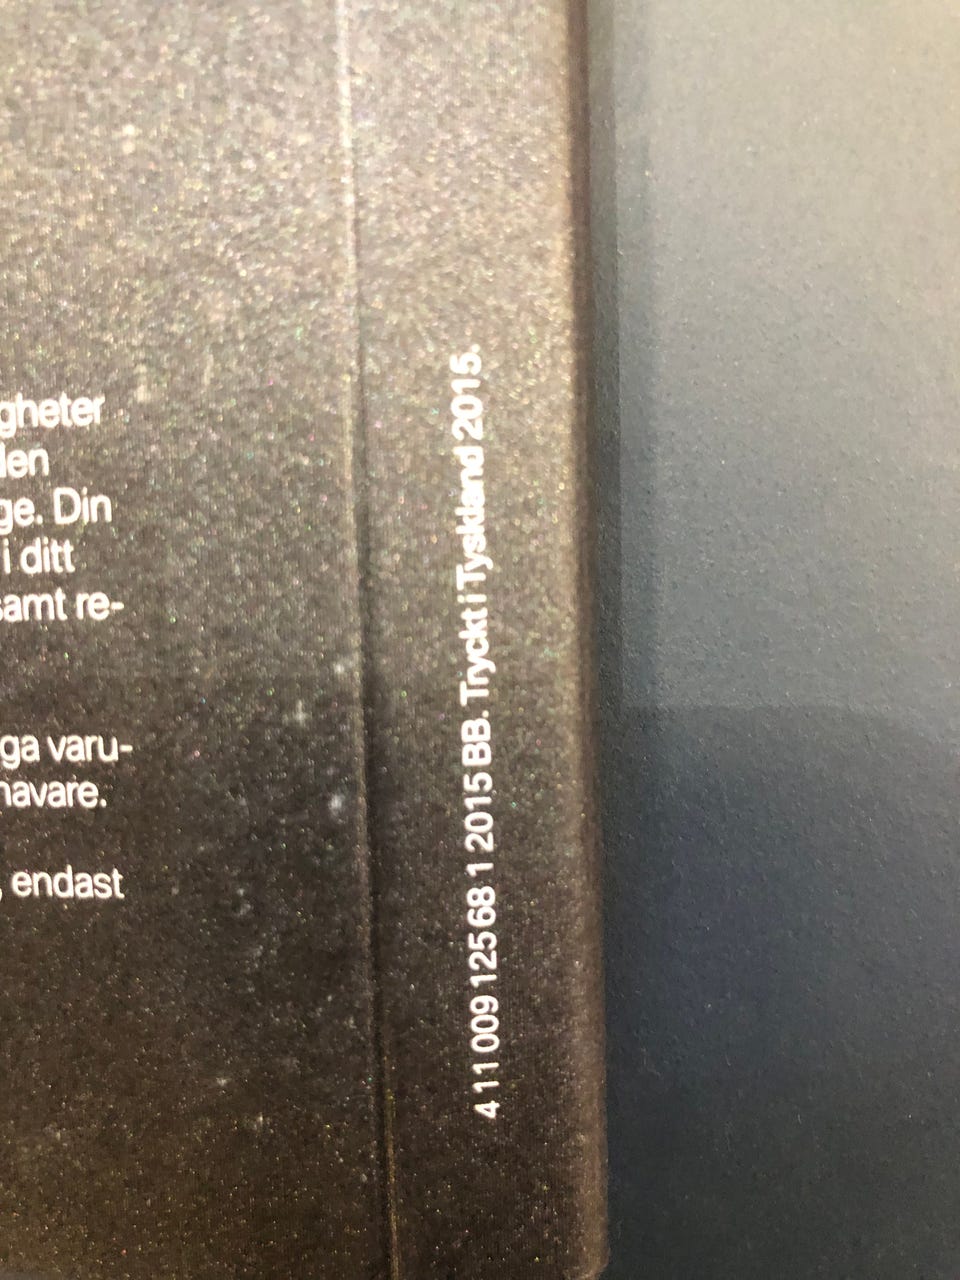 gheter
len
ge. Din
i ditt
samt re-
ga varu-
havare.
, endast
4 11 009 125 68 1 2015 BB. Tryckt i Tyskland 2015.